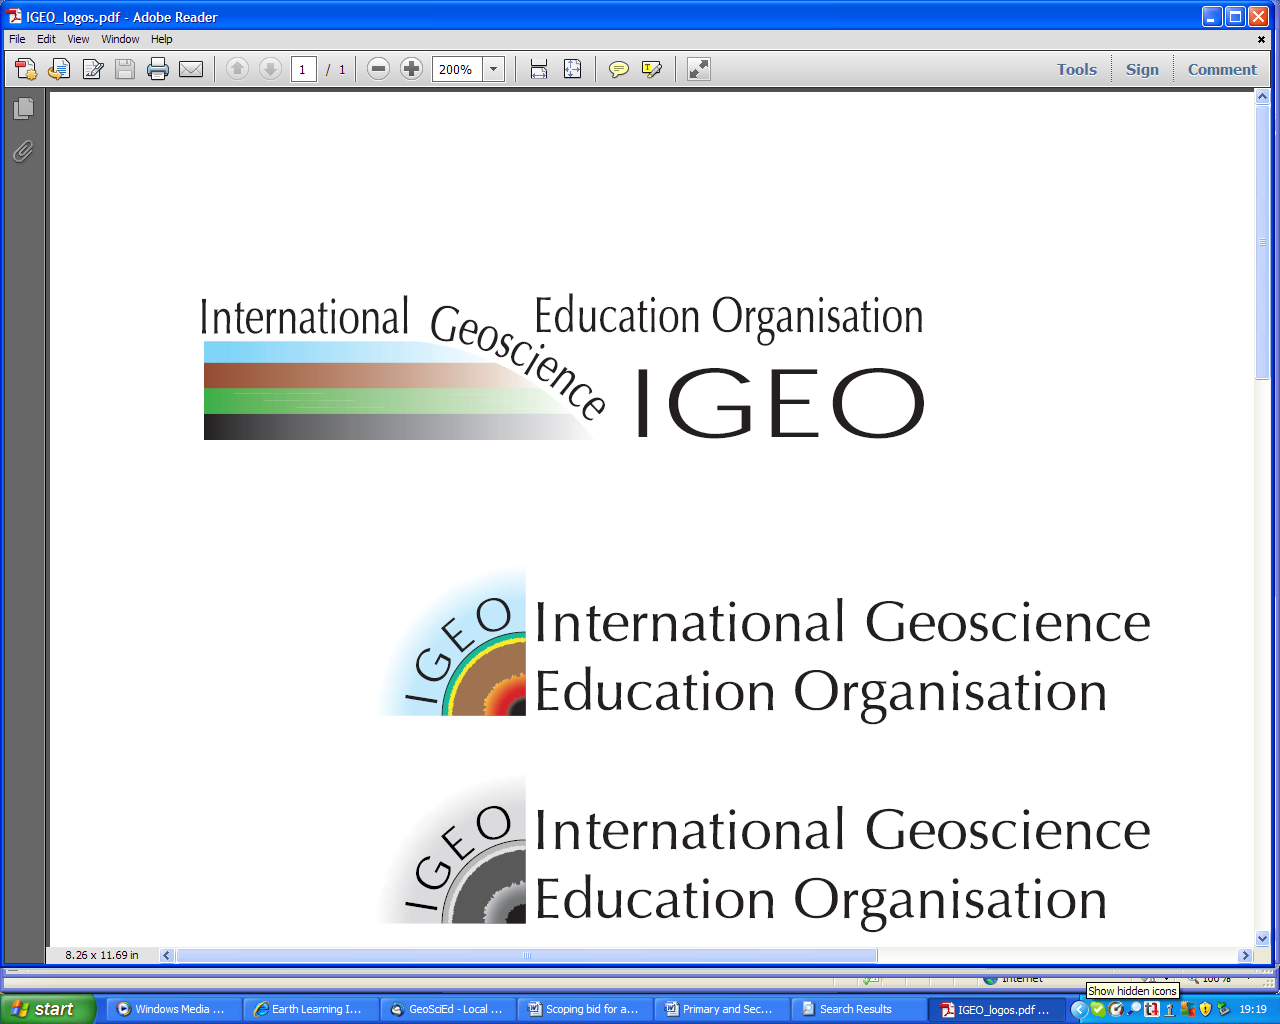 IGEO_logos.pdf - Adobe Reader
File Edit View Window Help
1 / 1 200% Tools Sign Comment
International Geoscience Education Organisation
IGEO
IGEO
International Geoscience
Education Organisation
IGEO
International Geoscience
Education Organisation
8.26 x 11.69 in
Internet 100%
Show hidden icons
start Windows Media ... Earth Learning I... GeoSciEd - Local ... Scoping bid for a... Primary and Sec... Search Results IGEO_logos.pdf ... 19:19